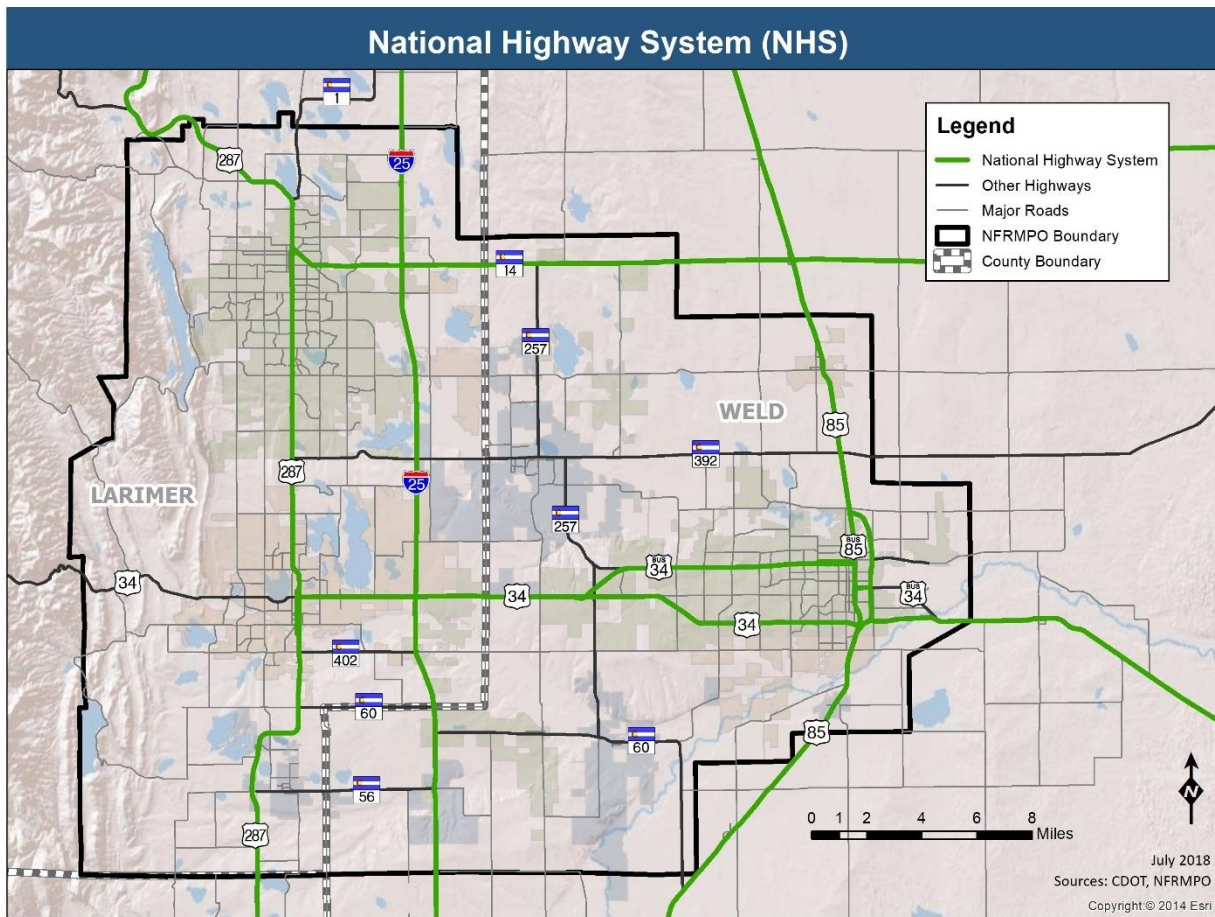 National Highway System (NHS)
1
287
25
Legend
National Highway System
Other Highways
Major Roads
NFRMPO Boundary
County Boundary
14
257
WELD
85
392
287
25
LARIMER
257
BUS
85
BUS
34
34
34
BUS
34
34
402
60
60
85
56
287
N
0 1 2 4 6 8
Miles
July 2018
Sources: CDOT, NFRMPO
Copyright:© 2014 Esri